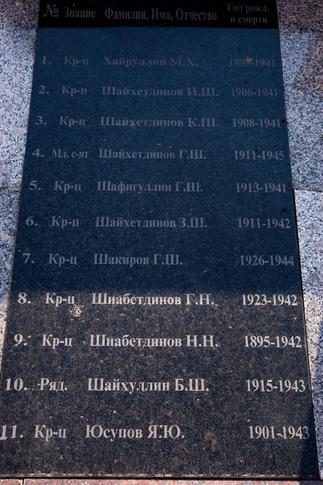 № Звание Фамилия, Имя, Отчество Год рожд. и смерти
1. Кр-ц Хайруллин М.Х. 1895-1941
2. Кр-ц Шайхетдинов И.Ш. 1906-1941
3. Кр-ц Шайхетдинов К.Ш. 1908-1941
4. Мл. с-нт Шайхетдинов Г.Ш. 1911-1945
5. Кр-ц Шафигуллин Г.Ш. 1913-1941
6. Кр-ц Шайхетдинов З.Ш. 1911-1942
7. Кр-ц Шакиров Г.Ш. 1926-1944
8. Кр-ц Шиабетдинов Г.Н. 1923-1942
9. Кр-ц Шиабетдинов Н.Н. 1895-1942
10. Ряд. Шайхуллин Б.Ш. 1915-1943
11. Кр-ц Юсупов Я.Ю. 1901-1943